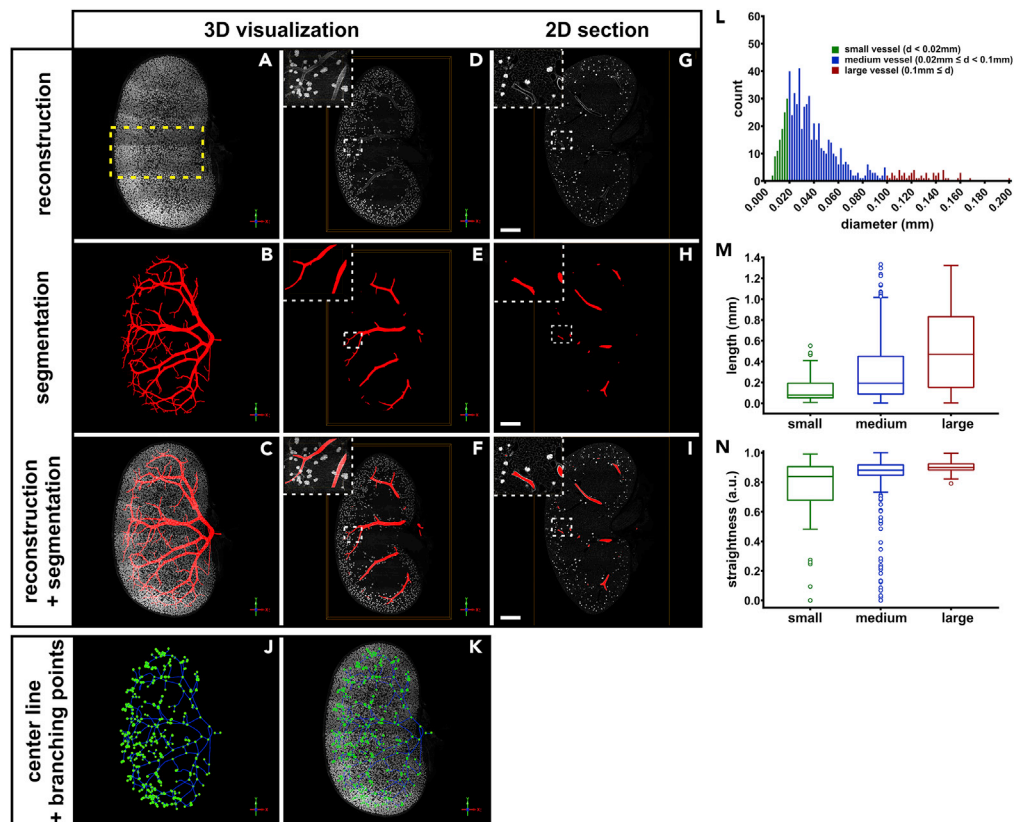 3D visualization
2D section
reconstruction
A
D
G
segmentation
B
E
H
reconstruction
+ segmentation
C
F
I
center line
+ branching points
J
K
L
count
60
50
40
30
20
10
0
small vessel (d < 0.02mm)
medium vessel (0.02mm ≤ d < 0.1mm)
large vessel (0.1mm ≤ d)
0.000 0.020 0.040 0.060 0.080 0.100 0.120 0.140 0.160 0.180 0.200
diameter (mm)
M
length (mm)
1.4
1.2
1.0
0.8
0.6
0.4
0.2
0.0
small medium large
N
straightness (a.u.)
1.0
0.8
0.6
0.4
0.2
0.0
small medium large